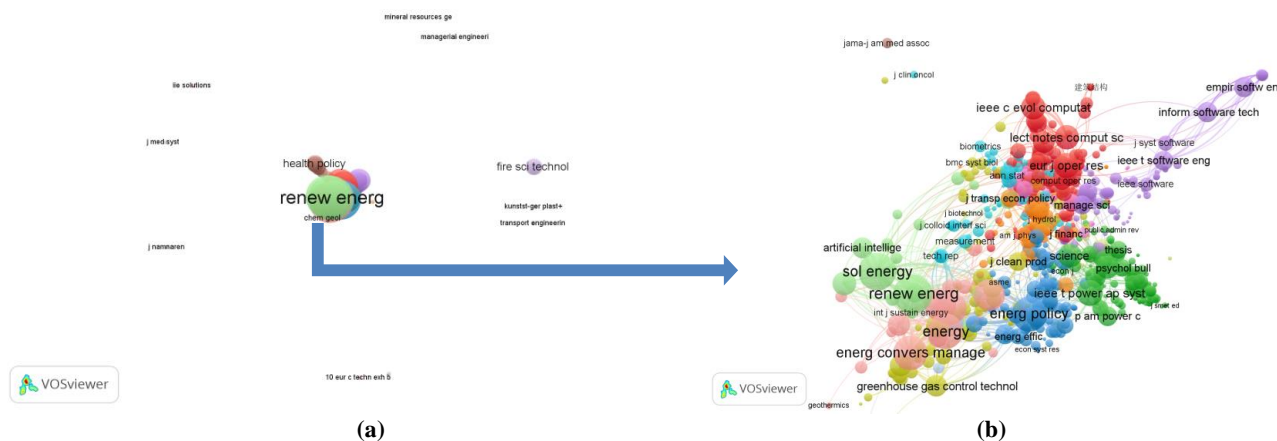 mineral resources ge
managerial engineeri
iie solutions
j med syst
health policy
fire sci technol
renew energ
chem geol
kunstst-ger plast+
transport engineerin
10 eur c techn exh 5
VOSviewer
(a)
jama-j am med assoc
j clin oncol
建筑结构
empir softw en
ieee c evol computat
inform software tech
lect notes comput sc
j syst software
biometrics
bmc syst biol
eur j oper res
ieee t software eng
ann stat
comput oper res
ieee software
j transp econ policy
manage sci
j biotechnol
j hydrol
j colloid interf sci
public admin rev
am j phys
j financ
artificial intellige
measurement
tech rep
j clean prod
science
thesis
sol energy
econ j
psychol bull
asme
renew energ
ieee t power ap syst
int j sustain energy
energ policy
p am power c
energy
energ effic
econ syst res
energ convers manage
greenhouse gas control technol
geothermics
VOSviewer
(b)